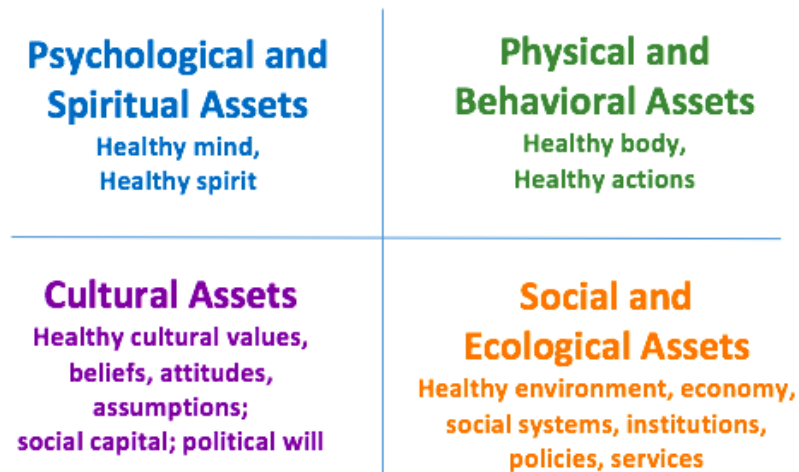 Psychological and
Spiritual Assets
Healthy mind,
Healthy spirit
Physical and
Behavioral Assets
Healthy body,
Healthy actions
Cultural Assets
Healthy cultural values,
beliefs, attitudes,
assumptions;
social capital; political will
Social and
Ecological Assets
Healthy environment, economy,
social systems, institutions,
policies, services